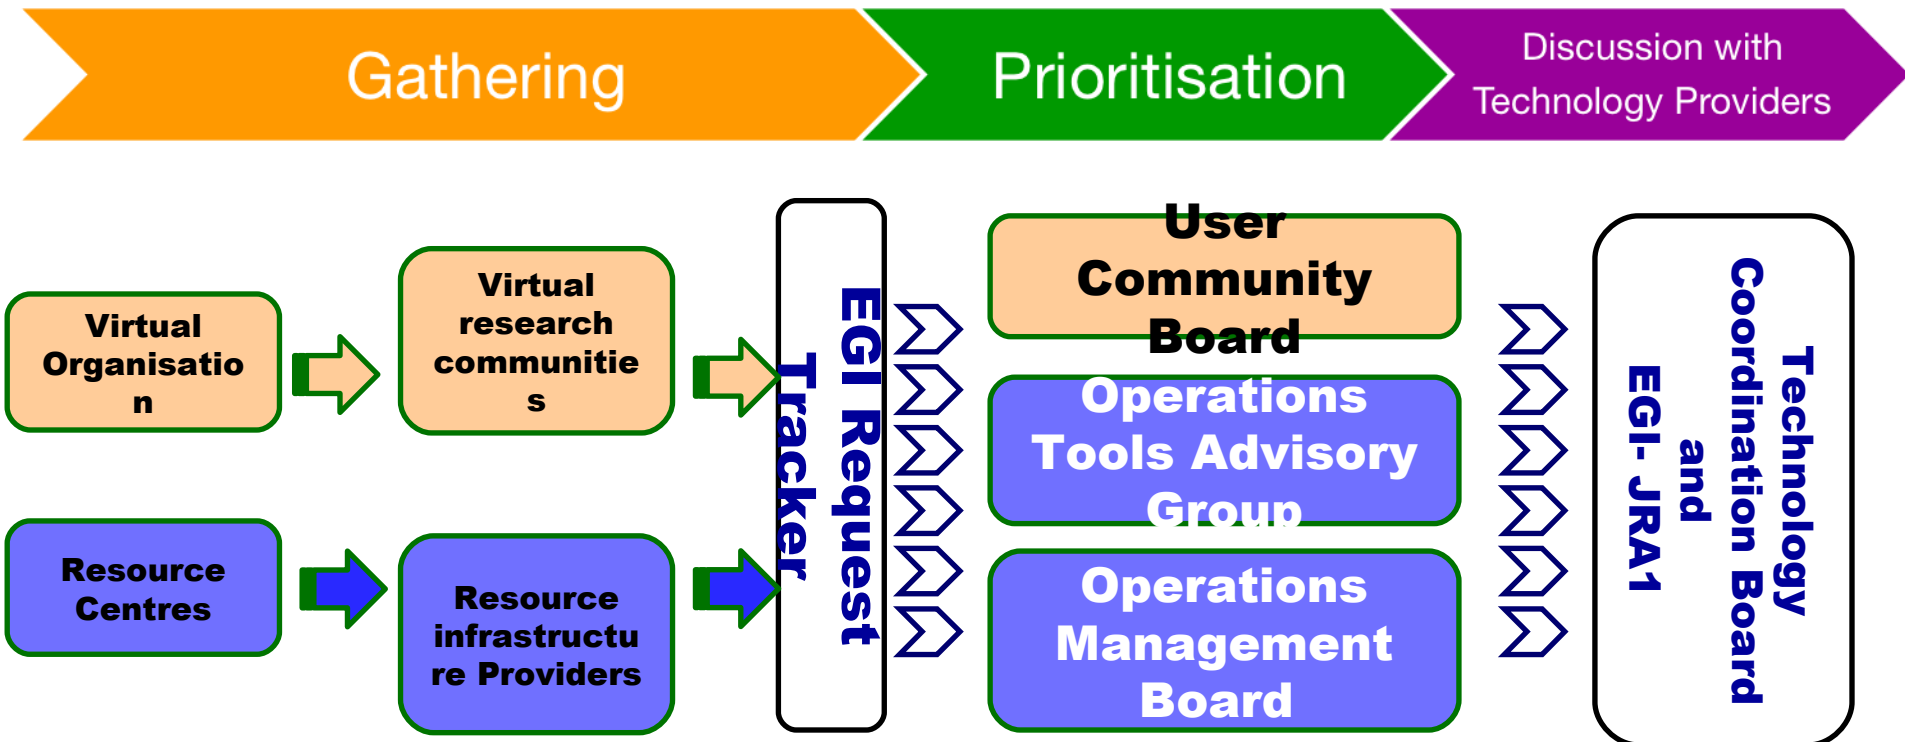 Gathering
Prioritisation
Discussion with
Technology Providers
Virtual
Organisatio
n
Virtual
research
communitie
s
Resource
Centres
Resource
infrastructu
re Providers
EGI Request
Tracker
User
Community
Board
Operations
Tools Advisory
Group
Operations
Management
Board
Technology
Coordination Board
and
EGI- JRA1